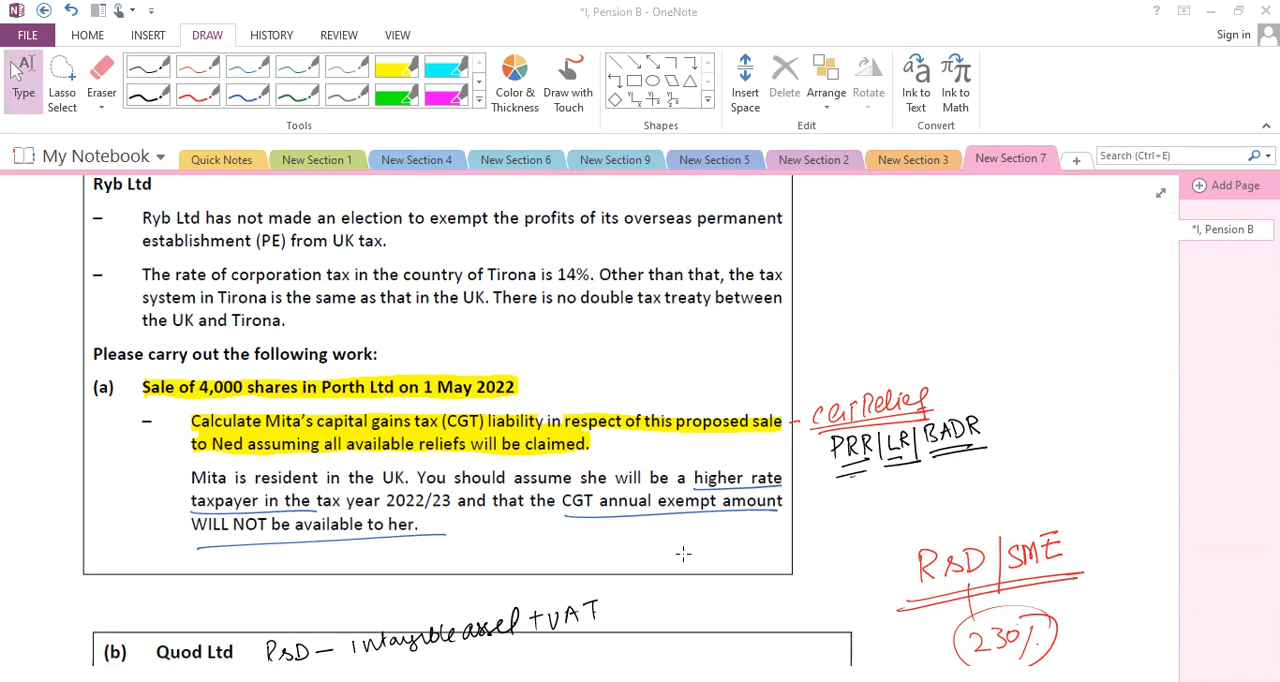 *I, Pension B - OneNote
FILE HOME INSERT DRAW HISTORY REVIEW VIEW Sign in
Type Lasso Select Eraser Color & Thickness Draw with Touch Insert Space Delete Arrange Rotate Ink to Text Ink to Math
Tools Shapes Edit Convert
My Notebook Quick Notes New Section 1 New Section 4 New Section 6 New Section 9 New Section 5 New Section 2 New Section 3 New Section 7 + Search (Ctrl+E)
Add Page
*I, Pension B
Ryb Ltd
– Ryb Ltd has not made an election to exempt the profits of its overseas permanent
establishment (PE) from UK tax.
– The rate of corporation tax in the country of Tirona is 14%. Other than that, the tax
system in Tirona is the same as that in the UK. There is no double tax treaty between
the UK and Tirona.
Please carry out the following work:
(a) Sale of 4,000 shares in Porth Ltd on 1 May 2022
– Calculate Mita's capital gains tax (CGT) liability in respect of this proposed sale
to Ned assuming all available reliefs will be claimed.
– CGT Relief
PRR | LR | BADR
Mita is resident in the UK. You should assume she will be a higher rate
taxpayer in the tax year 2022/23 and that the CGT annual exempt amount
WILL NOT be available to her.
R&D | SME
230%
(b) Quod Ltd R&D – Intangible asset + VAT